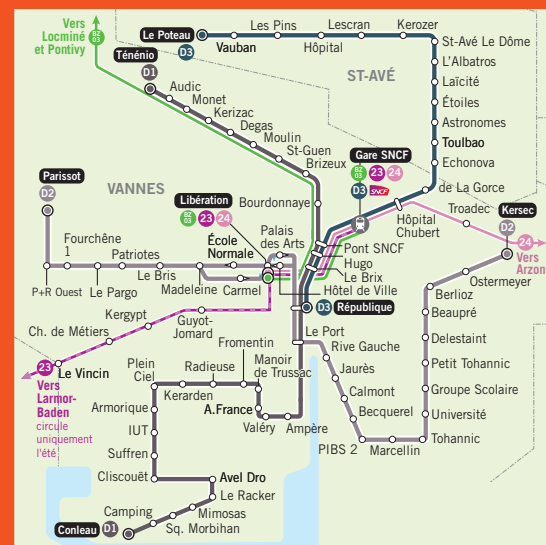 Vers
Locminé
et Pontivy
BZ
03
Le Poteau
D3
Vauban
Les Pins
Hôpital
Lescran
Kerozer
St-Avé Le Dôme
L'Albatros
Laïcité
Étoiles
Astronomes
Toulbao
Echonova
de La Gorce
ST-AVÉ
Ténénio
D1
Audic
Monet
Kerizac
Degas
Moulin
St-Guen
Brizeux
Bordonnaye
Gare SNCF
BZ
03
23
24
D3
SNCF
Parissot
D2
VANNES
Libération
BZ
03
23
24
Troadec
Kersec
D2
24
Vers
Arzon
Hôpital
Chubert
Palais
des Arts
École
Normale
Pont SNCF
Hugo
Le Brix
Hôtel de Ville
Fourchêne
1
Patriotes
Le Bris
P+R Ouest
Le Pargo
Madeleine
Carmel
Ostermeyer
Berlioz
D3
République
Kergypt
Guyot-
Jomard
Ch. de Métiers
Beaupré
Delestaint
Petit Tohannic
Groupe Scolaire
Université
Tohannic
Le Port
Rive Gauche
Jaurès
Calmont
Becquerel
PIBS 2
Marcellin
Fromentin
Manoir
de Trussac
Radieuse
Plein
Ciel
Kerarden
23
Le Vincin
Vers
Larmor-
Baden
circule
uniquement
l'été
Armorique
A.France
Valéry
Ampère
IUT
Suffren
Cliscouët
Avel Dro
Le Racker
Mimosas
Camping
Sq. Morbihan
Conleau
D1